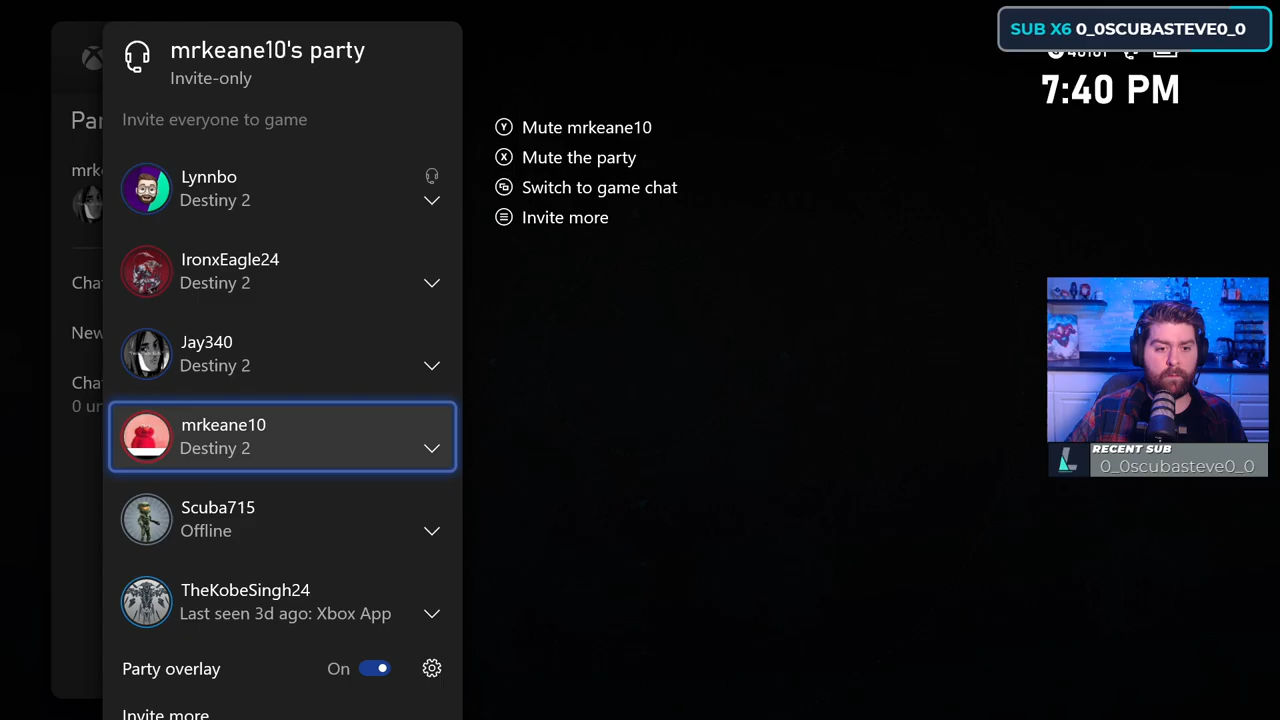 mrkeane10's party
Invite-only
Invite everyone to game
Lynnbo
Destiny 2
IronxEagle24
Destiny 2
Jay340
Destiny 2
mrkeane10
Destiny 2
Scuba715
Offline
TheKobeSingh24
Last seen 3d ago: Xbox App
Party overlay
On
Invite more
Par
mrke
Cha
New
Cha
0 un
Mute mrkeane10
Mute the party
Switch to game chat
Invite more
SUB X6 0_0SCUBASTEVE0_0
7:40 PM
RECENT SUB
0_0scubasteve0_0